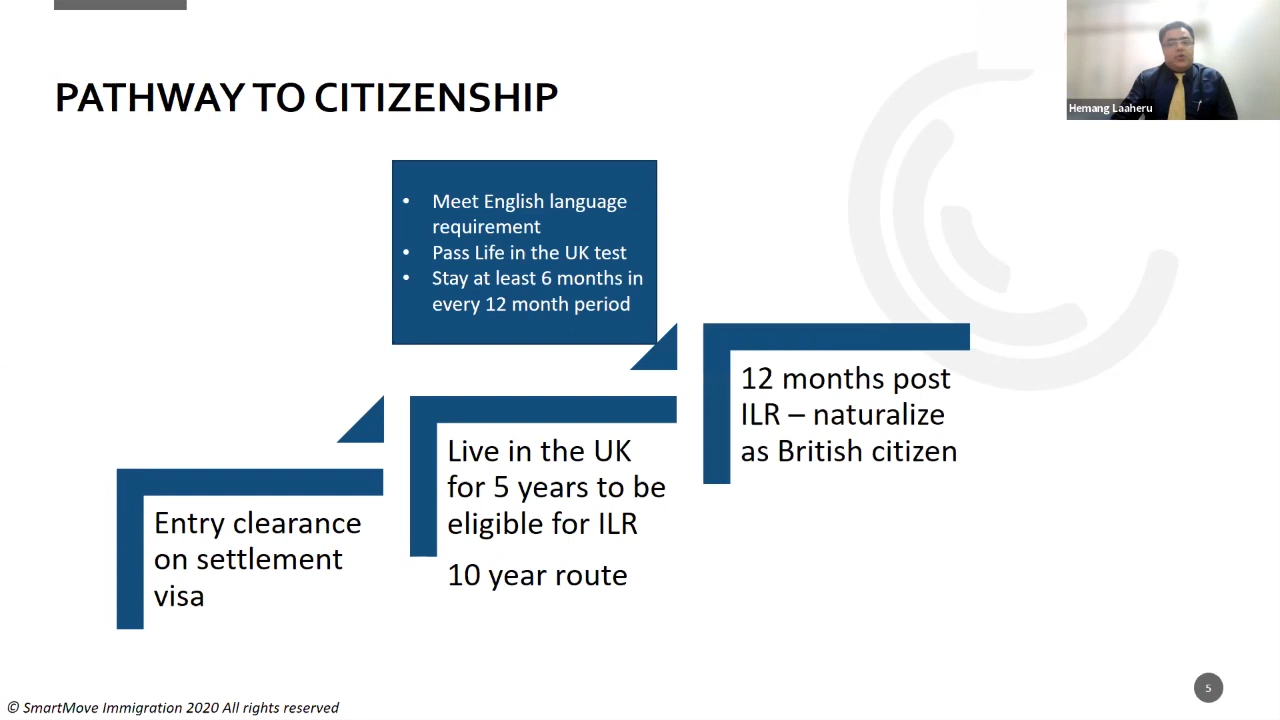 PATHWAY TO CITIZENSHIP
Hemang Laaheru
• Meet English language
requirement
• Pass Life in the UK test
• Stay at least 6 months in
every 12 month period
Entry clearance
on settlement
visa
Live in the UK
for 5 years to be
eligible for ILR
10 year route
12 months post
ILR – naturalize
as British citizen
© SmartMove Immigration 2020 All rights reserved
5